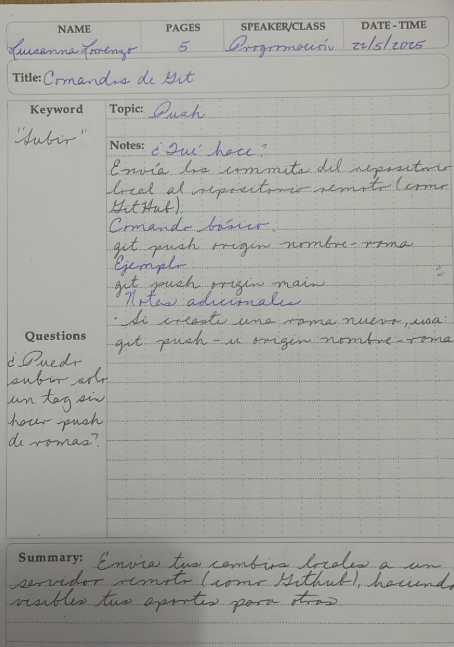 NAME PAGES SPEAKER/CLASS DATE - TIME
Luisanna Lorenzo 5 Programación 22/5/2025
Title: Comandos de Git
Keyword
"Subir"
Topic: Push
Notes: ¿Qué hace?
Envía los commits del repositorio
local al repositorio remoto (como
GitHub).
Comando básico:
git push origin nombre-rama
Ejemplo:
git push origin main
Notas adicionales
· Si creaste una rama nueva, usa:
git push -u origin nombre-rama
Questions
¿Puedo
subir solo
un tag sin
hacer push
de ramas?
Summary: Envia tus cambios locales a un
servidor remoto (como Github), haciendo
visibles tus aportes para otros